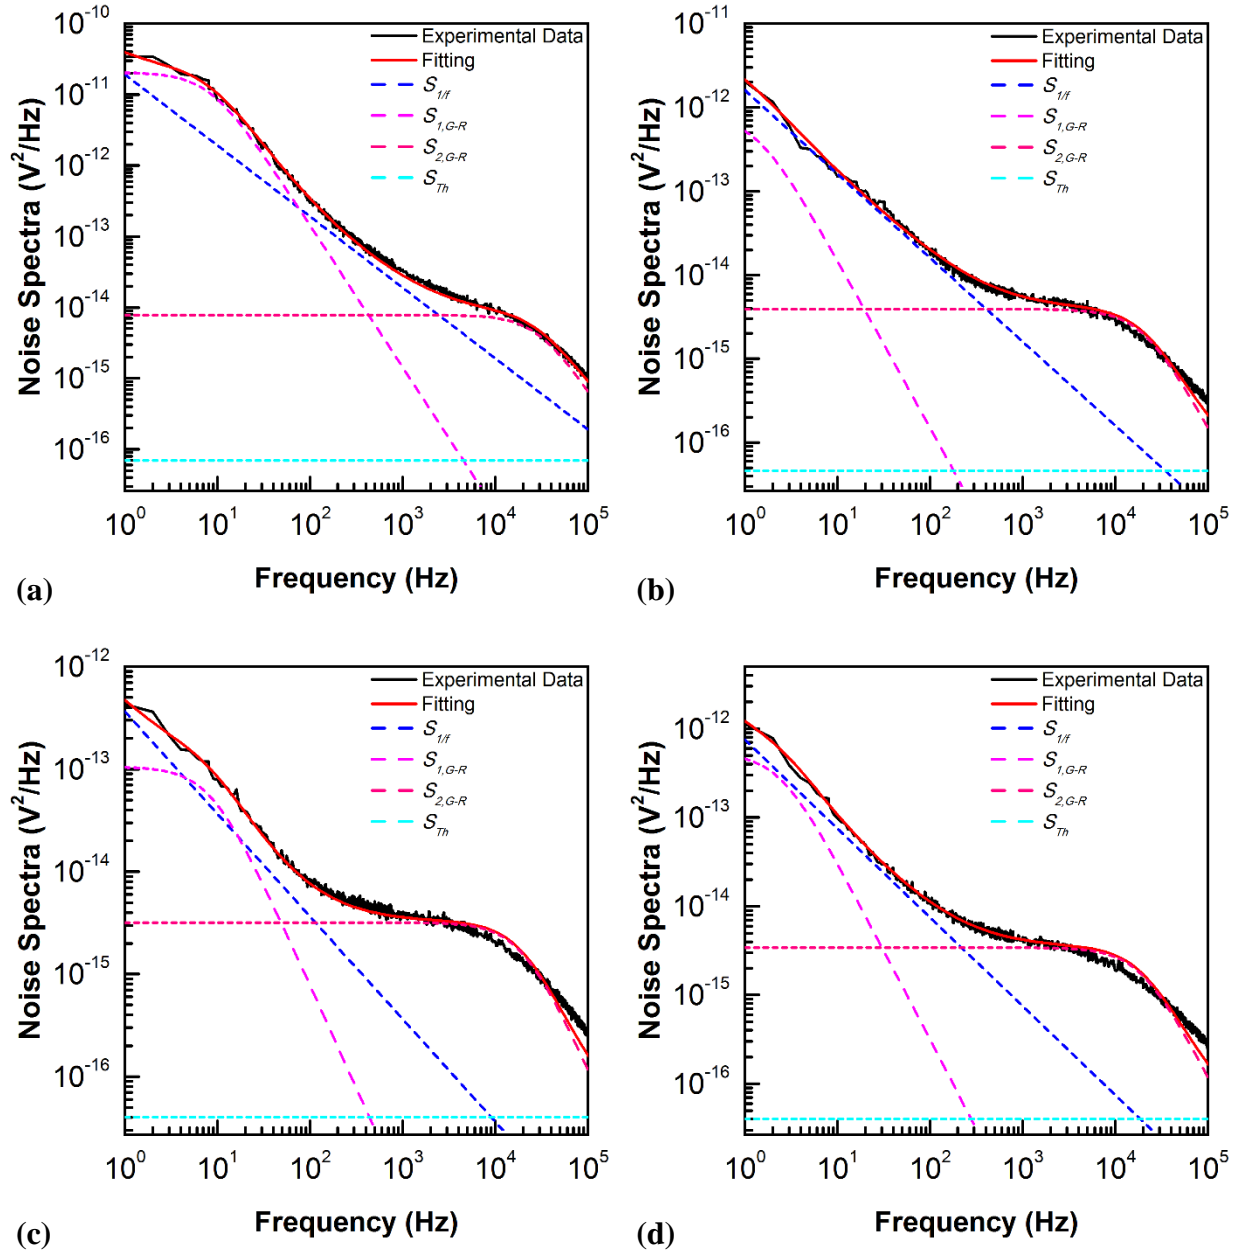 10^-10
10^-11
10^-12
10^-13
10^-14
10^-15
10^-16
Noise Spectra (V^2/Hz)
Experimental Data
Fitting
S_1/f
S_1,G-R
S_2,G-R
S_Th
10^0 10^1 10^2 10^3 10^4 10^5
Frequency (Hz)
(a)
10^-11
10^-12
10^-13
10^-14
10^-15
10^-16
Noise Spectra (V^2/Hz)
Experimental Data
Fitting
S_1/f
S_1,G-R
S_2,G-R
S_Th
10^0 10^1 10^2 10^3 10^4 10^5
Frequency (Hz)
(b)
10^-12
10^-13
10^-14
10^-15
10^-16
Noise Spectra (V^2/Hz)
Experimental Data
Fitting
S_1/f
S_1,G-R
S_2,G-R
S_Th
10^0 10^1 10^2 10^3 10^4 10^5
Frequency (Hz)
(c)
10^-12
10^-13
10^-14
10^-15
10^-16
Noise Spectra (V^2/Hz)
Experimental Data
Fitting
S_1/f
S_1,G-R
S_2,G-R
S_Th
10^0 10^1 10^2 10^3 10^4 10^5
Frequency (Hz)
(d)